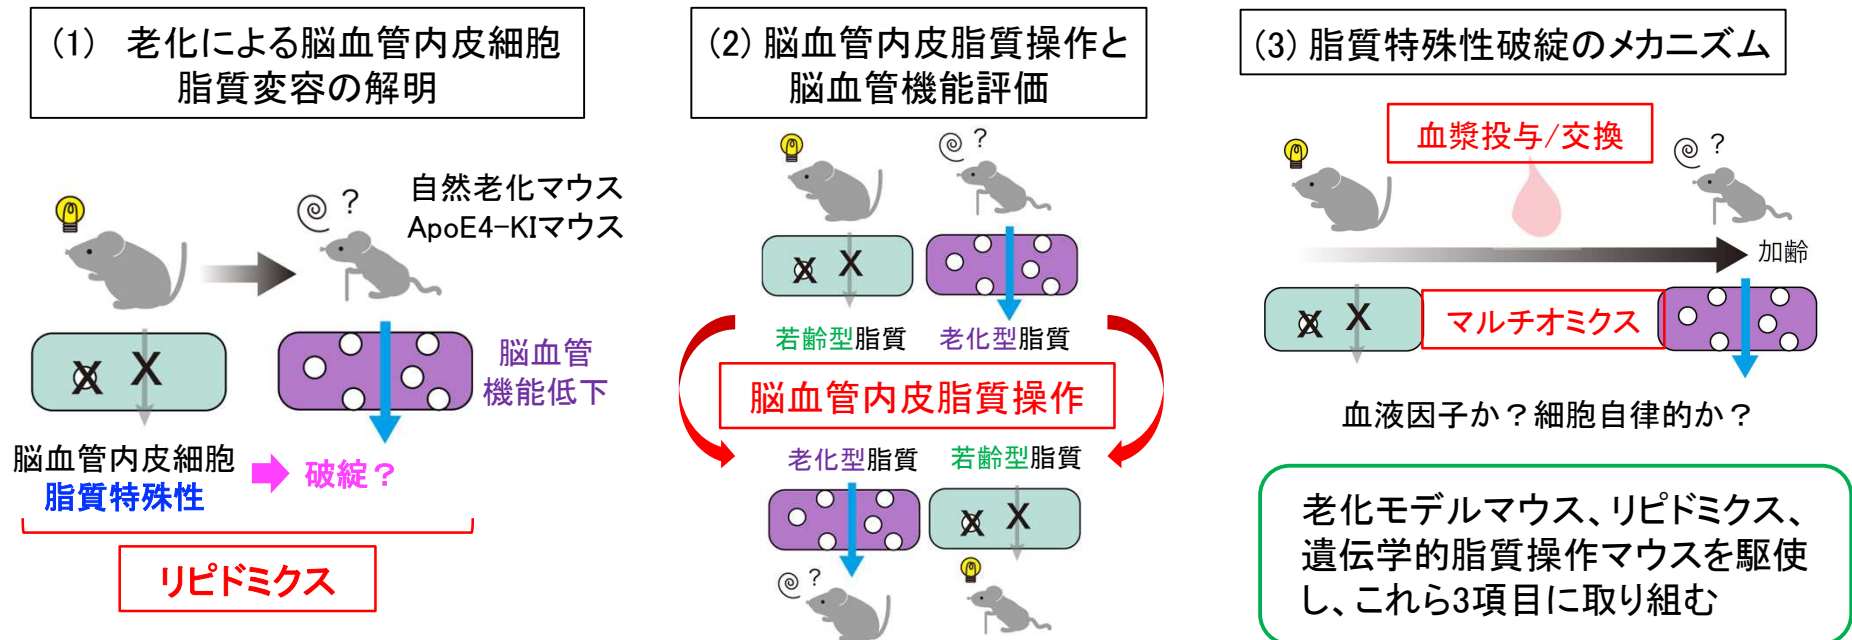 (1) 老化による脳血管内皮細胞
脂質変容の解明
?
自然老化マウス
ApoE4-KIマウス
X X
脳血管
機能低下
脳血管内皮細胞
脂質特殊性
破綻？
リピドミクス
(2) 脳血管内皮脂質操作と
脳血管機能評価
?
X X
若齢型脂質 老化型脂質
脳血管内皮脂質操作
老化型脂質 若齢型脂質
X X
?
(3) 脂質特殊性破綻のメカニズム
血漿投与/交換
?
加齢
X X
マルチオミクス
血液因子か？細胞自律的か？
老化モデルマウス、リピドミクス、
遺伝学的脂質操作マウスを駆使
し、これら3項目に取り組む